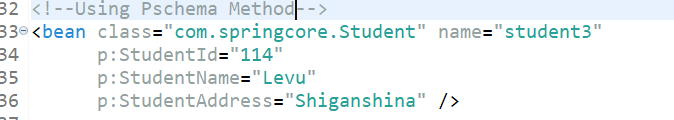 32 <!--Using Pschema Method-->
33 <bean class="com.springcore.Student" name="student3"
34 p:StudentId="114"
35 p:StudentName="Levu"
36 p:StudentAddress="Shiganshina" />